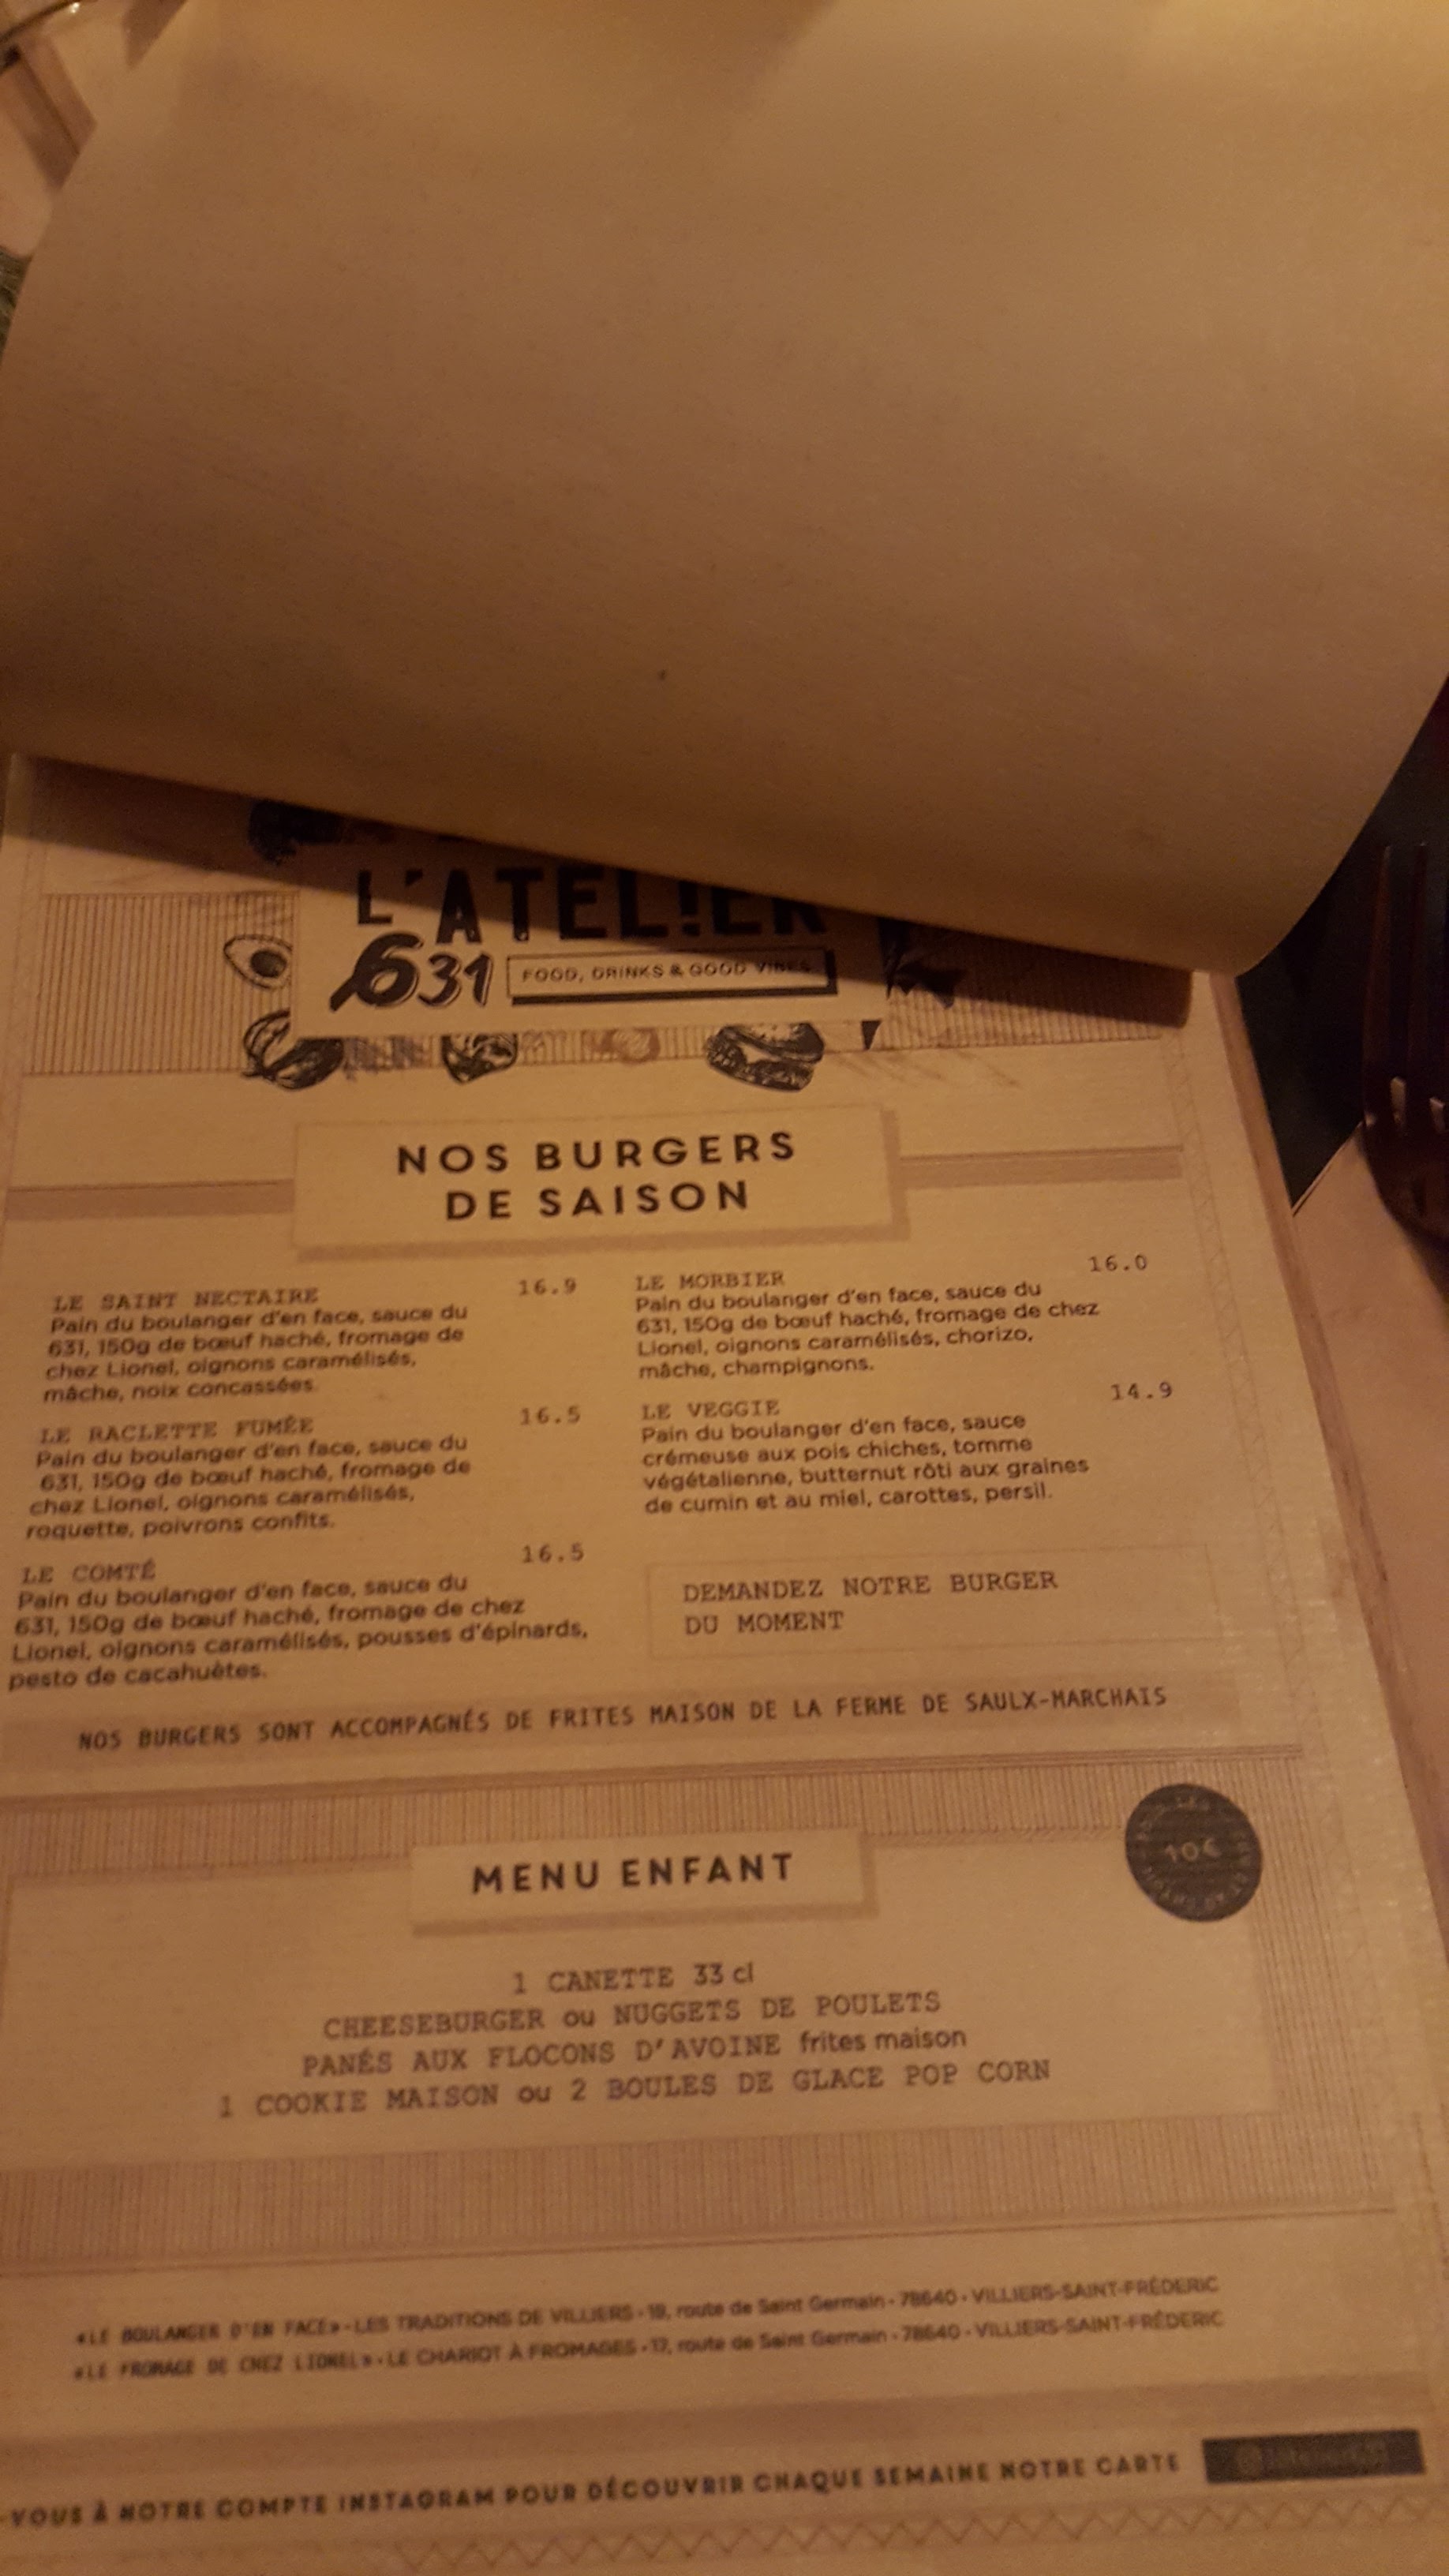 L'ATEL!ER
631
FOOD, DRINKS & GOOD VIBES
NOS BURGERS
DE SAISON
LE SAINT NECTAIRE 16.9
Pain du boulanger d'en face, sauce du
631, 150g de bœuf haché, fromage de
chez Lionel, oignons caramélisés,
mâche, noix concassées
LE RACLETTE FUMÉE 16.5
Pain du boulanger d'en face, sauce du
631, 150g de bœuf haché, fromage de
chez Lionel, oignons caramélisés,
roquette, poivrons confits.
LE COMTÉ 16.5
Pain du boulanger d'en face, sauce du
631, 150g de bœuf haché, fromage de chez
Lionel, oignons caramélisés, pousses d'épinards,
pesto de cacahuètes.
LE MORBIER 16.0
Pain du boulanger d'en face, sauce du
631, 150g de bœuf haché, fromage de chez
Lionel, oignons caramélisés, chorizo,
mâche, champignons.
LE VEGGIE 14.9
Pain du boulanger d'en face, sauce
crémeuse aux pois chiches, tomme
végétalienne, butternut rôti aux graines
de cumin et au miel, carottes, persil.
DEMANDEZ NOTRE BURGER
DU MOMENT
NOS BURGERS SONT ACCOMPAGNÉS DE FRITES MAISON DE LA FERME DE SAULX-MARCHAIS
MENU ENFANT
10€
1 CANETTE 33 cl
CHEESEBURGER ou NUGGETS DE POULETS
PANÉS AUX FLOCONS D'AVOINE frites maison
1 COOKIE MAISON ou 2 BOULES DE GLACE POP CORN
«LE BOULANGER D'EN FACE» - LES TRADITIONS DE VILLIERS - 19, route de Saint Germain - 78640 - VILLIERS-SAINT-FRÉDERIC
«LE FROMAGE DE CHEZ LIONEL» - LE CHARIOT À FROMAGES - 17, route de Saint Germain - 78640 - VILLIERS-SAINT-FRÉDERIC
-VOUS À NOTRE COMPTE INSTAGRAM POUR DÉCOUVRIR CHAQUE SEMAINE NOTRE CARTE